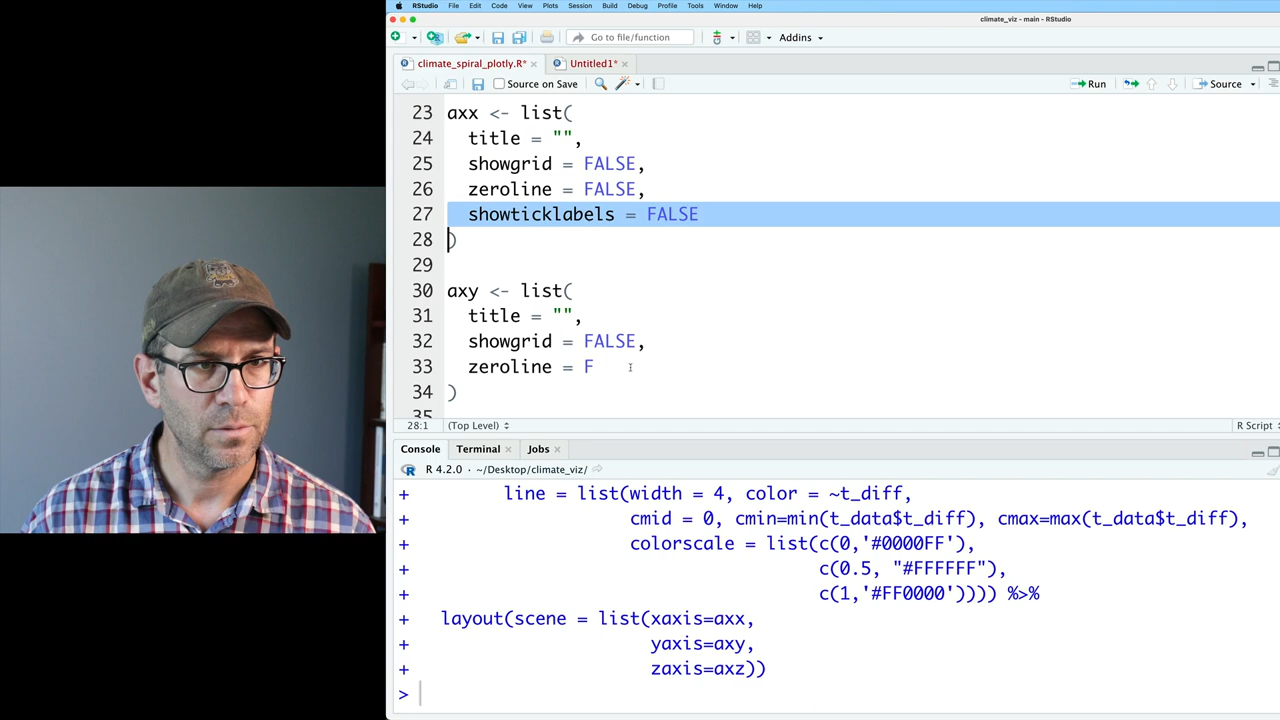 RStudio File Edit Code View Plots Session Build Debug Profile Tools Window Help
climate_viz - main - RStudio
Go to file/function Addins
climate_spiral_plotly.R* Untitled1*
Source on Save Run Source
23 axx <- list(
24 title = "",
25 showgrid = FALSE,
26 zeroline = FALSE,
27 showticklabels = FALSE
28 )
29
30 axy <- list(
31 title = "",
32 showgrid = FALSE,
33 zeroline = F
34 )
35
28:1 (Top Level) R Script
Console Terminal Jobs
R 4.2.0 · ~/Desktop/climate_viz/
+ line = list(width = 4, color = ~t_diff,
+ cmid = 0, cmin=min(t_data$t_diff), cmax=max(t_data$t_diff),
+ colorscale = list(c(0,'#0000FF'),
+ c(0.5, "#FFFFFF"),
+ c(1,'#FF0000')))) %>%
+ layout(scene = list(xaxis=axx,
+ yaxis=axy,
+ zaxis=axz))
>